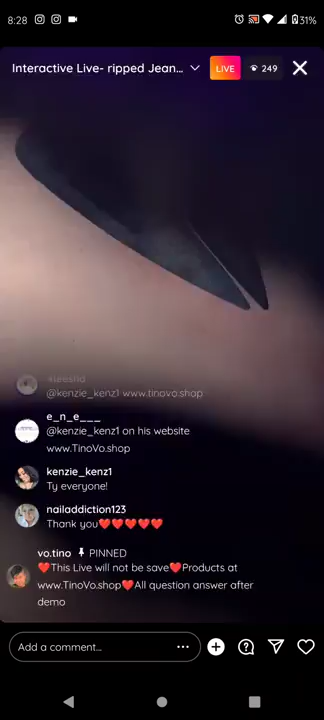 8:28
31%
Interactive Live- ripped Jean...
LIVE
249
@kenzie_kenz1 www.tinovo.shop
e_n_e___
@kenzie_kenz1 on his website
www.TinoVo.shop
kenzie_kenz1
Ty everyone!
nailaddiction123
Thank you❤️❤️❤️❤️❤️
vo.tino PINNED
❤️This Live will not be save❤️Products at
www.TinoVo.shop❤️All question answer after
demo
Add a comment...